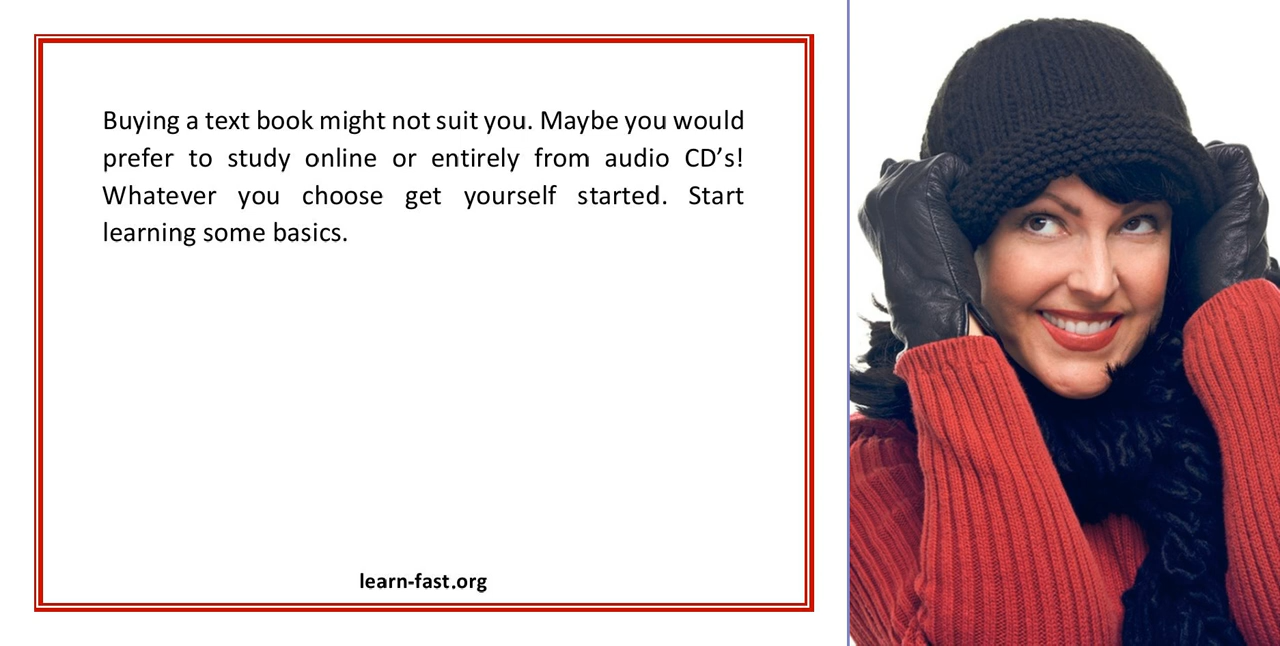 Buying a text book might not suit you. Maybe you would
prefer to study online or entirely from audio CD’s!
Whatever you choose get yourself started. Start
learning some basics.
learn-fast.org